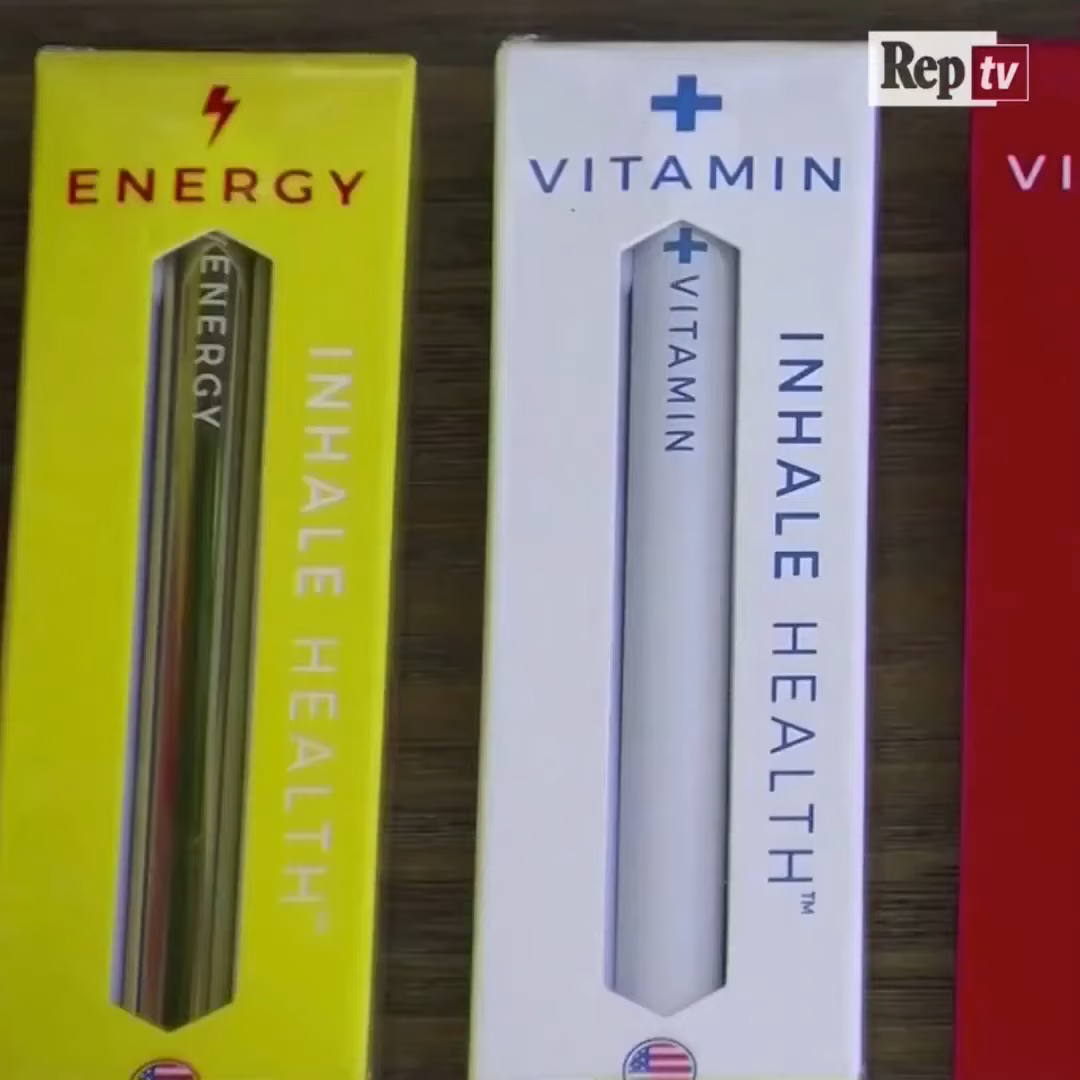 Rep tv
ENERGY
ENERGY
INHALE HEALTH™
VITAMIN
VITAMIN
INHALE HEALTH™
VI